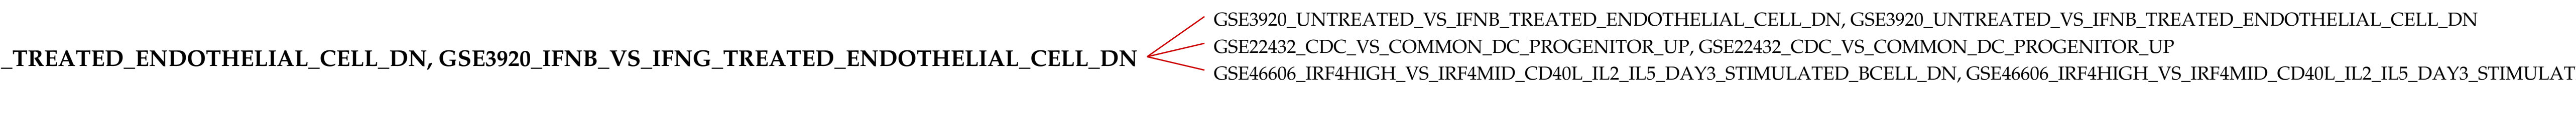 _TREATED_ENDOTHELIAL_CELL_DN, GSE3920_IFNB_VS_IFNG_TREATED_ENDOTHELIAL_CELL_DN
GSE3920_UNTREATED_VS_IFNB_TREATED_ENDOTHELIAL_CELL_DN, GSE3920_UNTREATED_VS_IFNB_TREATED_ENDOTHELIAL_CELL_DN
GSE22432_CDC_VS_COMMON_DC_PROGENITOR_UP, GSE22432_CDC_VS_COMMON_DC_PROGENITOR_UP
GSE46606_IRF4HIGH_VS_IRF4MID_CD40L_IL2_IL5_DAY3_STIMULATED_BCELL_DN, GSE46606_IRF4HIGH_VS_IRF4MID_CD40L_IL2_IL5_DAY3_STIMULAT